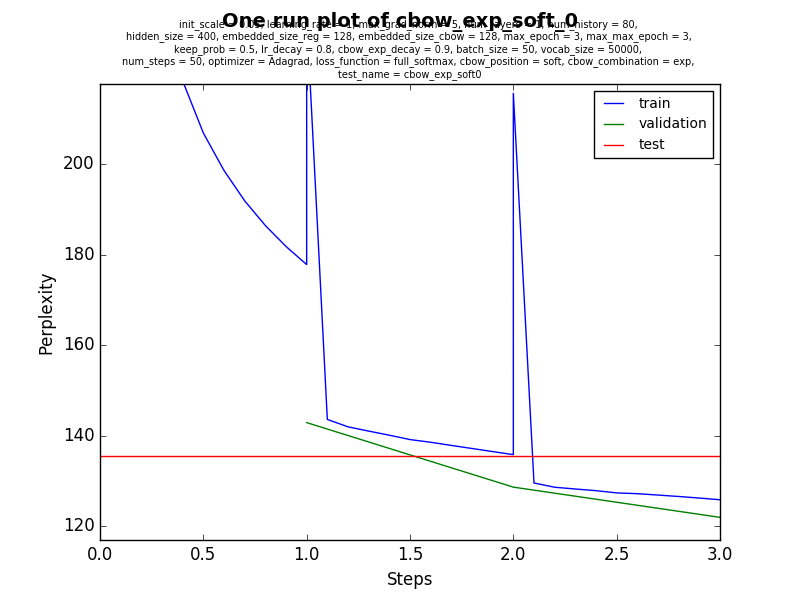 One run plot of cbow_exp_soft_0
init_scale = 0.05, learning_rate = 1, max_grad_norm = 5, num_layers = num_history = 80,
hidden_size = 400, embedded_size_reg = 128, embedded_size_cbow = 128, max_epoch = 3, max_max_epoch = 3,
keep_prob = 0.5, lr_decay = 0.8, cbow_exp_decay = 0.9, batch_size = 50, vocab_size = 50000,
num_steps = 50, optimizer = Adagrad, loss_function = full_softmax, cbow_position = soft, cbow_combination = exp,
test_name = cbow_exp_soft0
train
validation
test
200
180
160
140
120
Perplexity
0.0 0.5 1.0 1.5 2.0 2.5 3.0
Steps